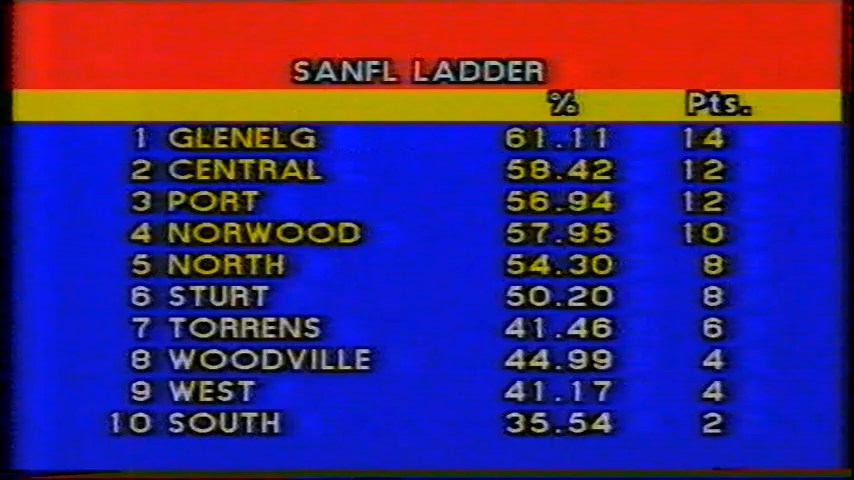 SANFL LADDER
% Pts.
1 GLENELG 61.11 14
2 CENTRAL 58.42 12
3 PORT 56.94 12
4 NORWOOD 57.95 10
5 NORTH 54.30 8
6 STURT 50.20 8
7 TORRENS 41.46 6
8 WOODVILLE 44.99 4
9 WEST 41.17 4
10 SOUTH 35.54 2